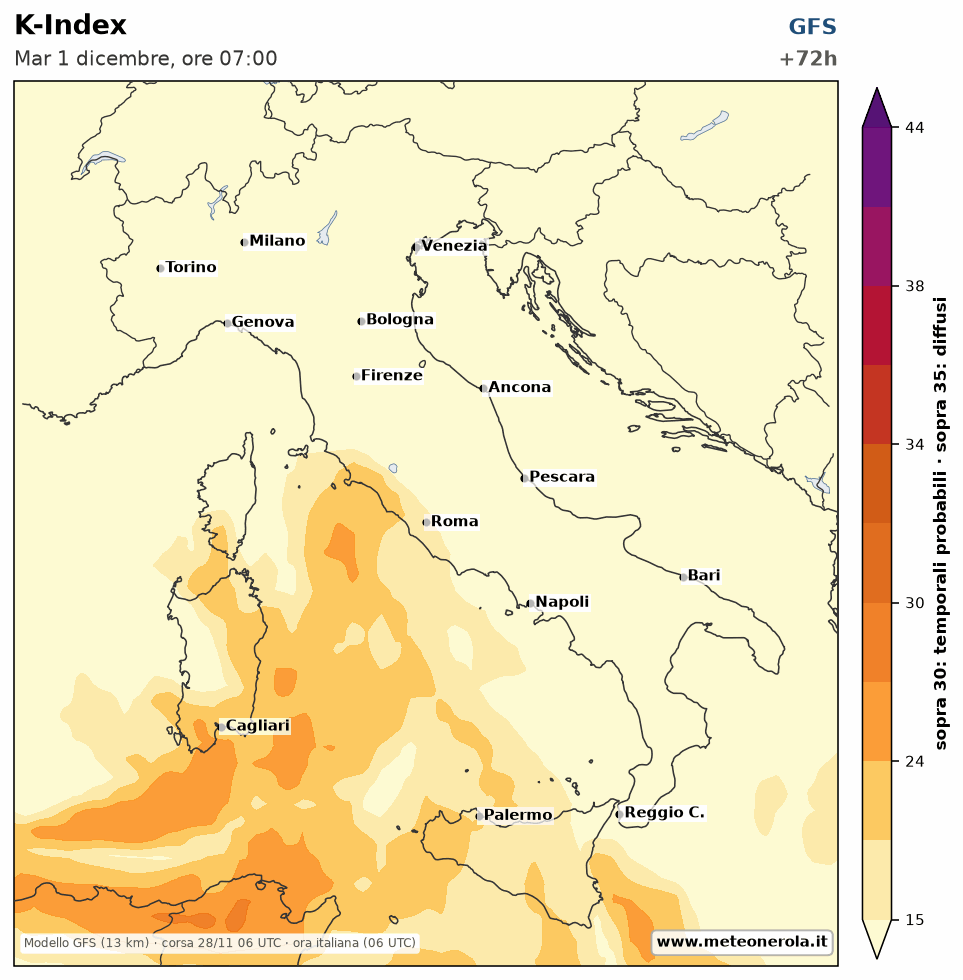 K-Index
GFS
Mar 1 dicembre, ore 07:00
+72h
44
38
34
30
24
15
sopra 30: temporali probabili · sopra 35: diffusi
Milano
Venezia
Torino
Genova
Bologna
Firenze
Ancona
Pescara
Roma
Bari
Napoli
Cagliari
Palermo
Reggio C.
Modello GFS (13 km) · corsa 28/11 06 UTC · ora italiana (06 UTC)
www.meteonerola.it